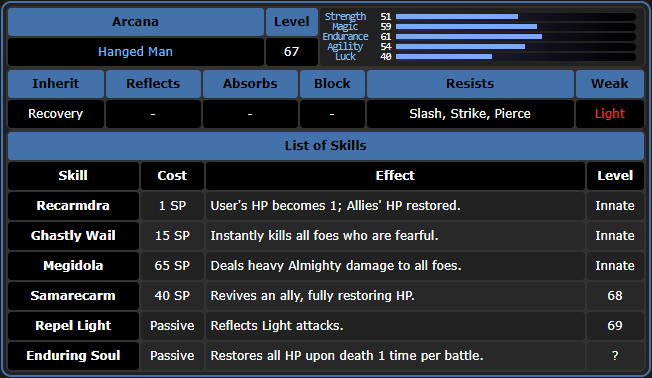 Arcana Level
Strength 51
Magic 59
Endurance 61
Agility 54
Luck 40
Hanged Man 67
Inherit Reflects Absorbs Block Resists Weak
Recovery - - - Slash, Strike, Pierce Light
List of Skills
Skill Cost Effect Level
Recarmdra 1 SP User's HP becomes 1; Allies' HP restored. Innate
Ghastly Wail 15 SP Instantly kills all foes who are fearful. Innate
Megidola 65 SP Deals heavy Almighty damage to all foes. Innate
Samarecarm 40 SP Revives an ally, fully restoring HP. 68
Repel Light Passive Reflects Light attacks. 69
Enduring Soul Passive Restores all HP upon death 1 time per battle. ?